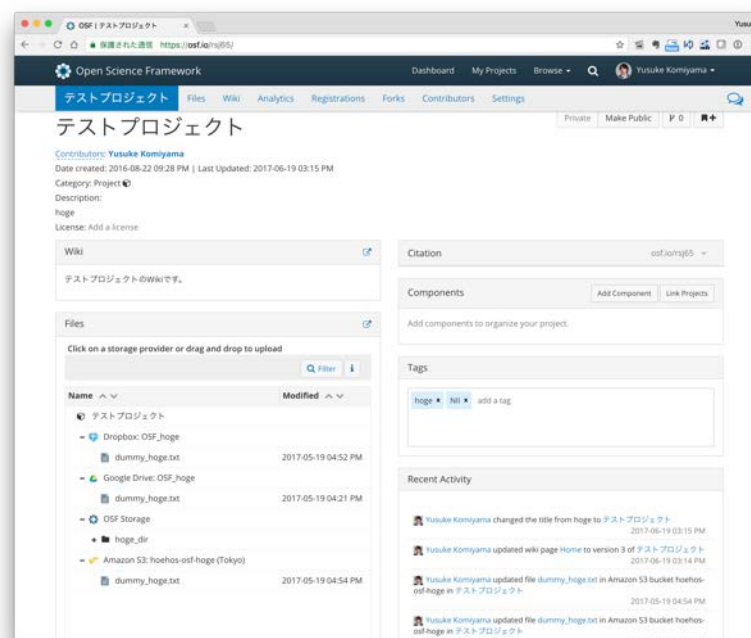 OSF | テストプロジェクト
Yusu
保護された通信 https://osf.io/rsj65/
Open Science Framework
Dashboard My Projects Browse Yusuke Komiyama
テストプロジェクト Files Wiki Analytics Registrations Forks Contributors Settings
テストプロジェクト
Private Make Public 0
Contributors: Yusuke Komiyama
Date created: 2016-08-22 09:28 PM | Last Updated: 2017-06-19 03:15 PM
Category: Project
Description:
hoge
License: Add a license
Wiki
テストプロジェクトのWikiです。
Files
Click on a storage provider or drag and drop to upload
Filter i
Name Modified
テストプロジェクト
Dropbox: OSF_hoge
dummy_hoge.txt 2017-05-19 04:52 PM
Google Drive: OSF_hoge
dummy_hoge.txt 2017-05-19 04:21 PM
OSF Storage
hoge_dir
Amazon S3: hoehos-osf-hoge (Tokyo)
dummy_hoge.txt 2017-05-19 04:54 PM
Citation osf.io/rsj65
Components Add Component Link Projects
Add components to organize your project.
Tags
hoge × NII × add a tag
Recent Activity
Yusuke Komiyama changed the title from hoge to テストプロジェクト
2017-06-19 03:15 PM
Yusuke Komiyama updated wiki page Home to version 3 of テストプロジェクト
2017-06-19 03:14 PM
Yusuke Komiyama updated file dummy_hoge.txt in Amazon S3 bucket hoehos-
osf-hoge in テストプロジェクト
2017-05-19 04:54 PM
Yusuke Komiyama updated file dummy_hoge.txt in Amazon S3 bucket hoehos-
osf-hoge in テストプロジェクト